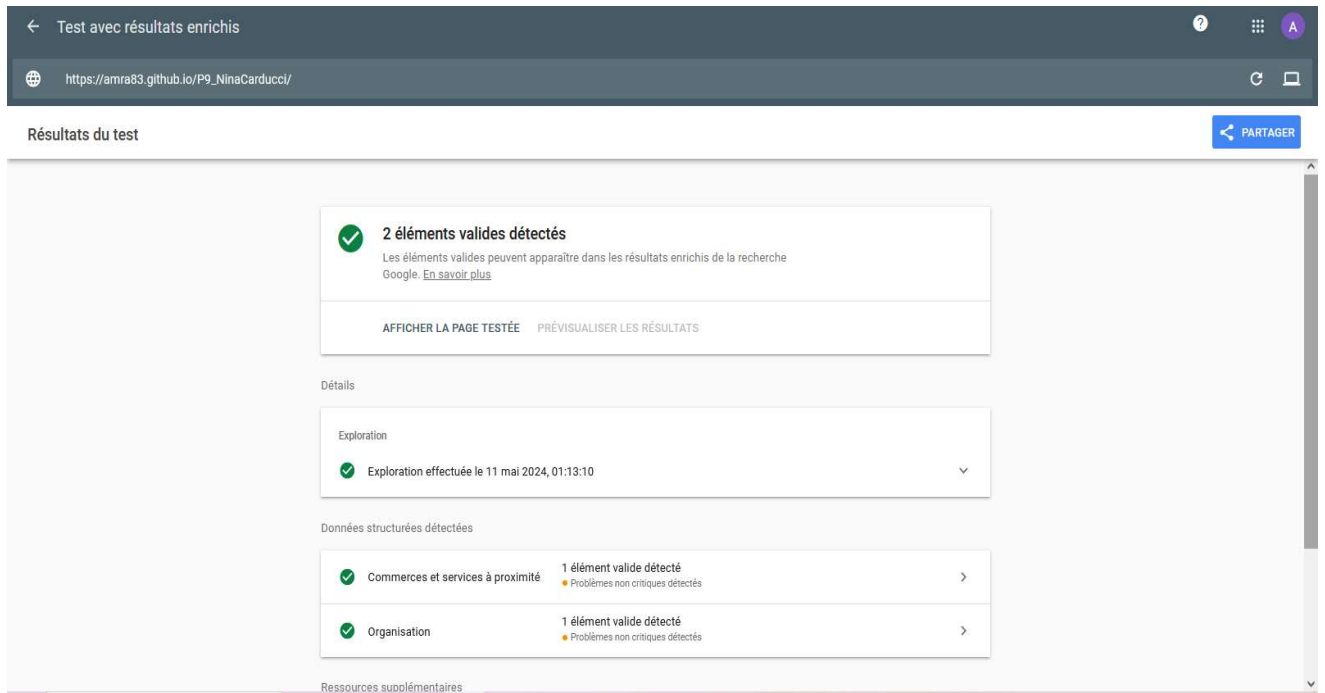 Test avec résultats enrichis
A
https://amra83.github.io/P9_NinaCarducci/
Résultats du test
PARTAGER
2 éléments valides détectés
Les éléments valides peuvent apparaître dans les résultats enrichis de la recherche
Google. En savoir plus
AFFICHER LA PAGE TESTÉE PRÉVISUALISER LES RÉSULTATS
Détails
Exploration
Exploration effectuée le 11 mai 2024, 01:13:10
Données structurées détectées
Commerces et services à proximité
1 élément valide détecté
Problèmes non critiques détectés
Organisation
1 élément valide détecté
Problèmes non critiques détectés
Ressources supplémentaires